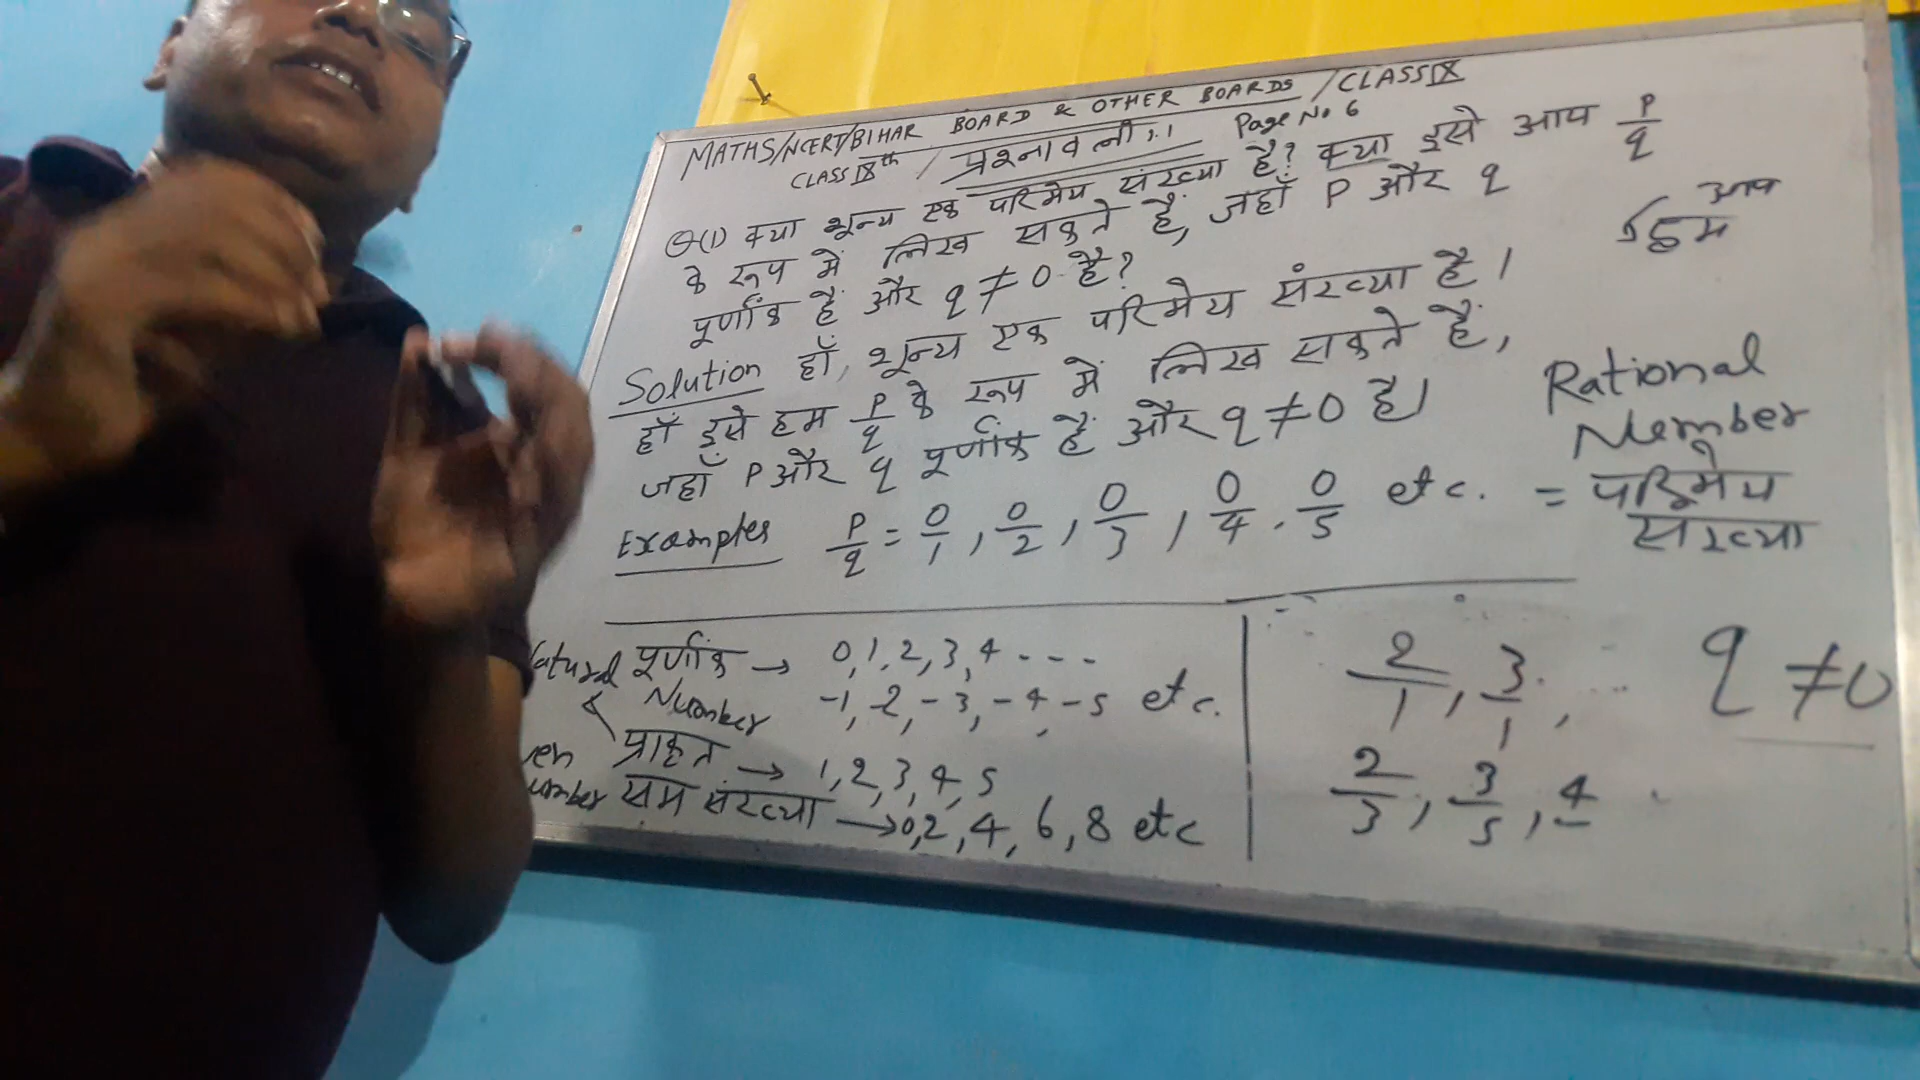 MATHS/NCERT/BIHAR BOARD & OTHER BOARDS /CLASS IX
CLASS IXth / प्रश्नावली 1.1 Page No 6
Q(1) क्या शून्य एक परिमेय संख्या है? क्या इसे आप P/q
के रूप में लिख सकते हैं, जहाँ P और q
पूर्णांक हैं और q ≠ 0 है?
आप
हम
Solution हाँ, शून्य एक परिमेय संख्या है।
हाँ इसे हम P/q के रूप में लिख सकते हैं,
जहाँ P और q पूर्णांक हैं और q ≠ 0 है।
Examples P/q = 0/1, 0/2, 0/3, 0/4, 0/5 etc.
Rational
Number
= परिमेय
संख्या
Natural पूर्णांक → 0,1,2,3,4 ----
Number -1,-2,-3,-4,-5 etc.
प्राकृत → 1,2,3,4,5
सम संख्या → 0,2,4,6,8 etc
2/1, 3/1,
q ≠ 0
2/3, 3/5, 4